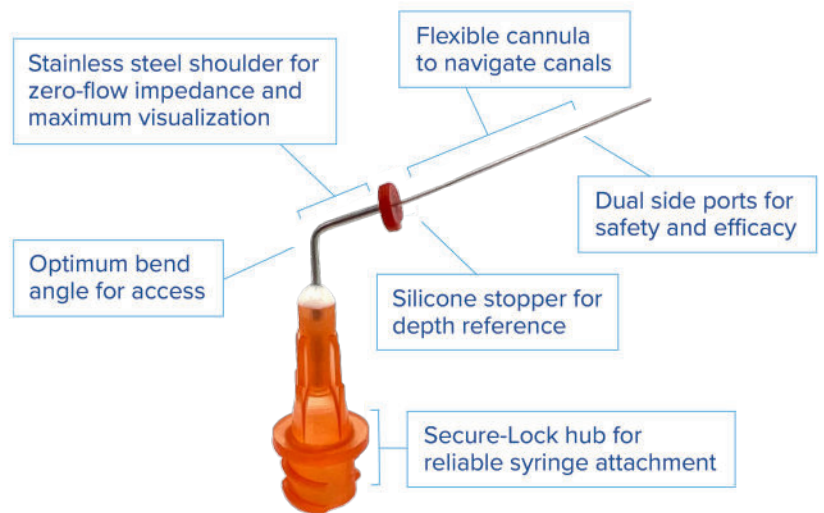 Flexible cannula
to navigate canals
Stainless steel shoulder for
zero-flow impedance and
maximum visualization
Dual side ports for
safety and efficacy
Optimum bend
angle for access
Silicone stopper for
depth reference
Secure-Lock hub for
reliable syringe attachment